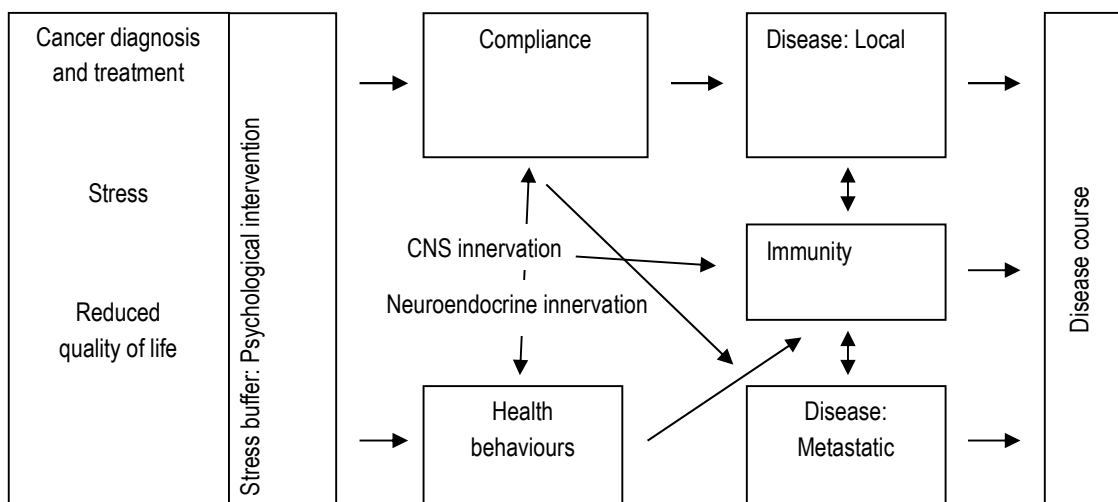 Cancer diagnosis
and treatment
Stress
Reduced
quality of life
Stress buffer: Psychological intervention
Compliance
CNS innervation
Neuroendocrine innervation
Health
behaviours
Disease: Local
Immunity
Disease:
Metastatic
Disease course